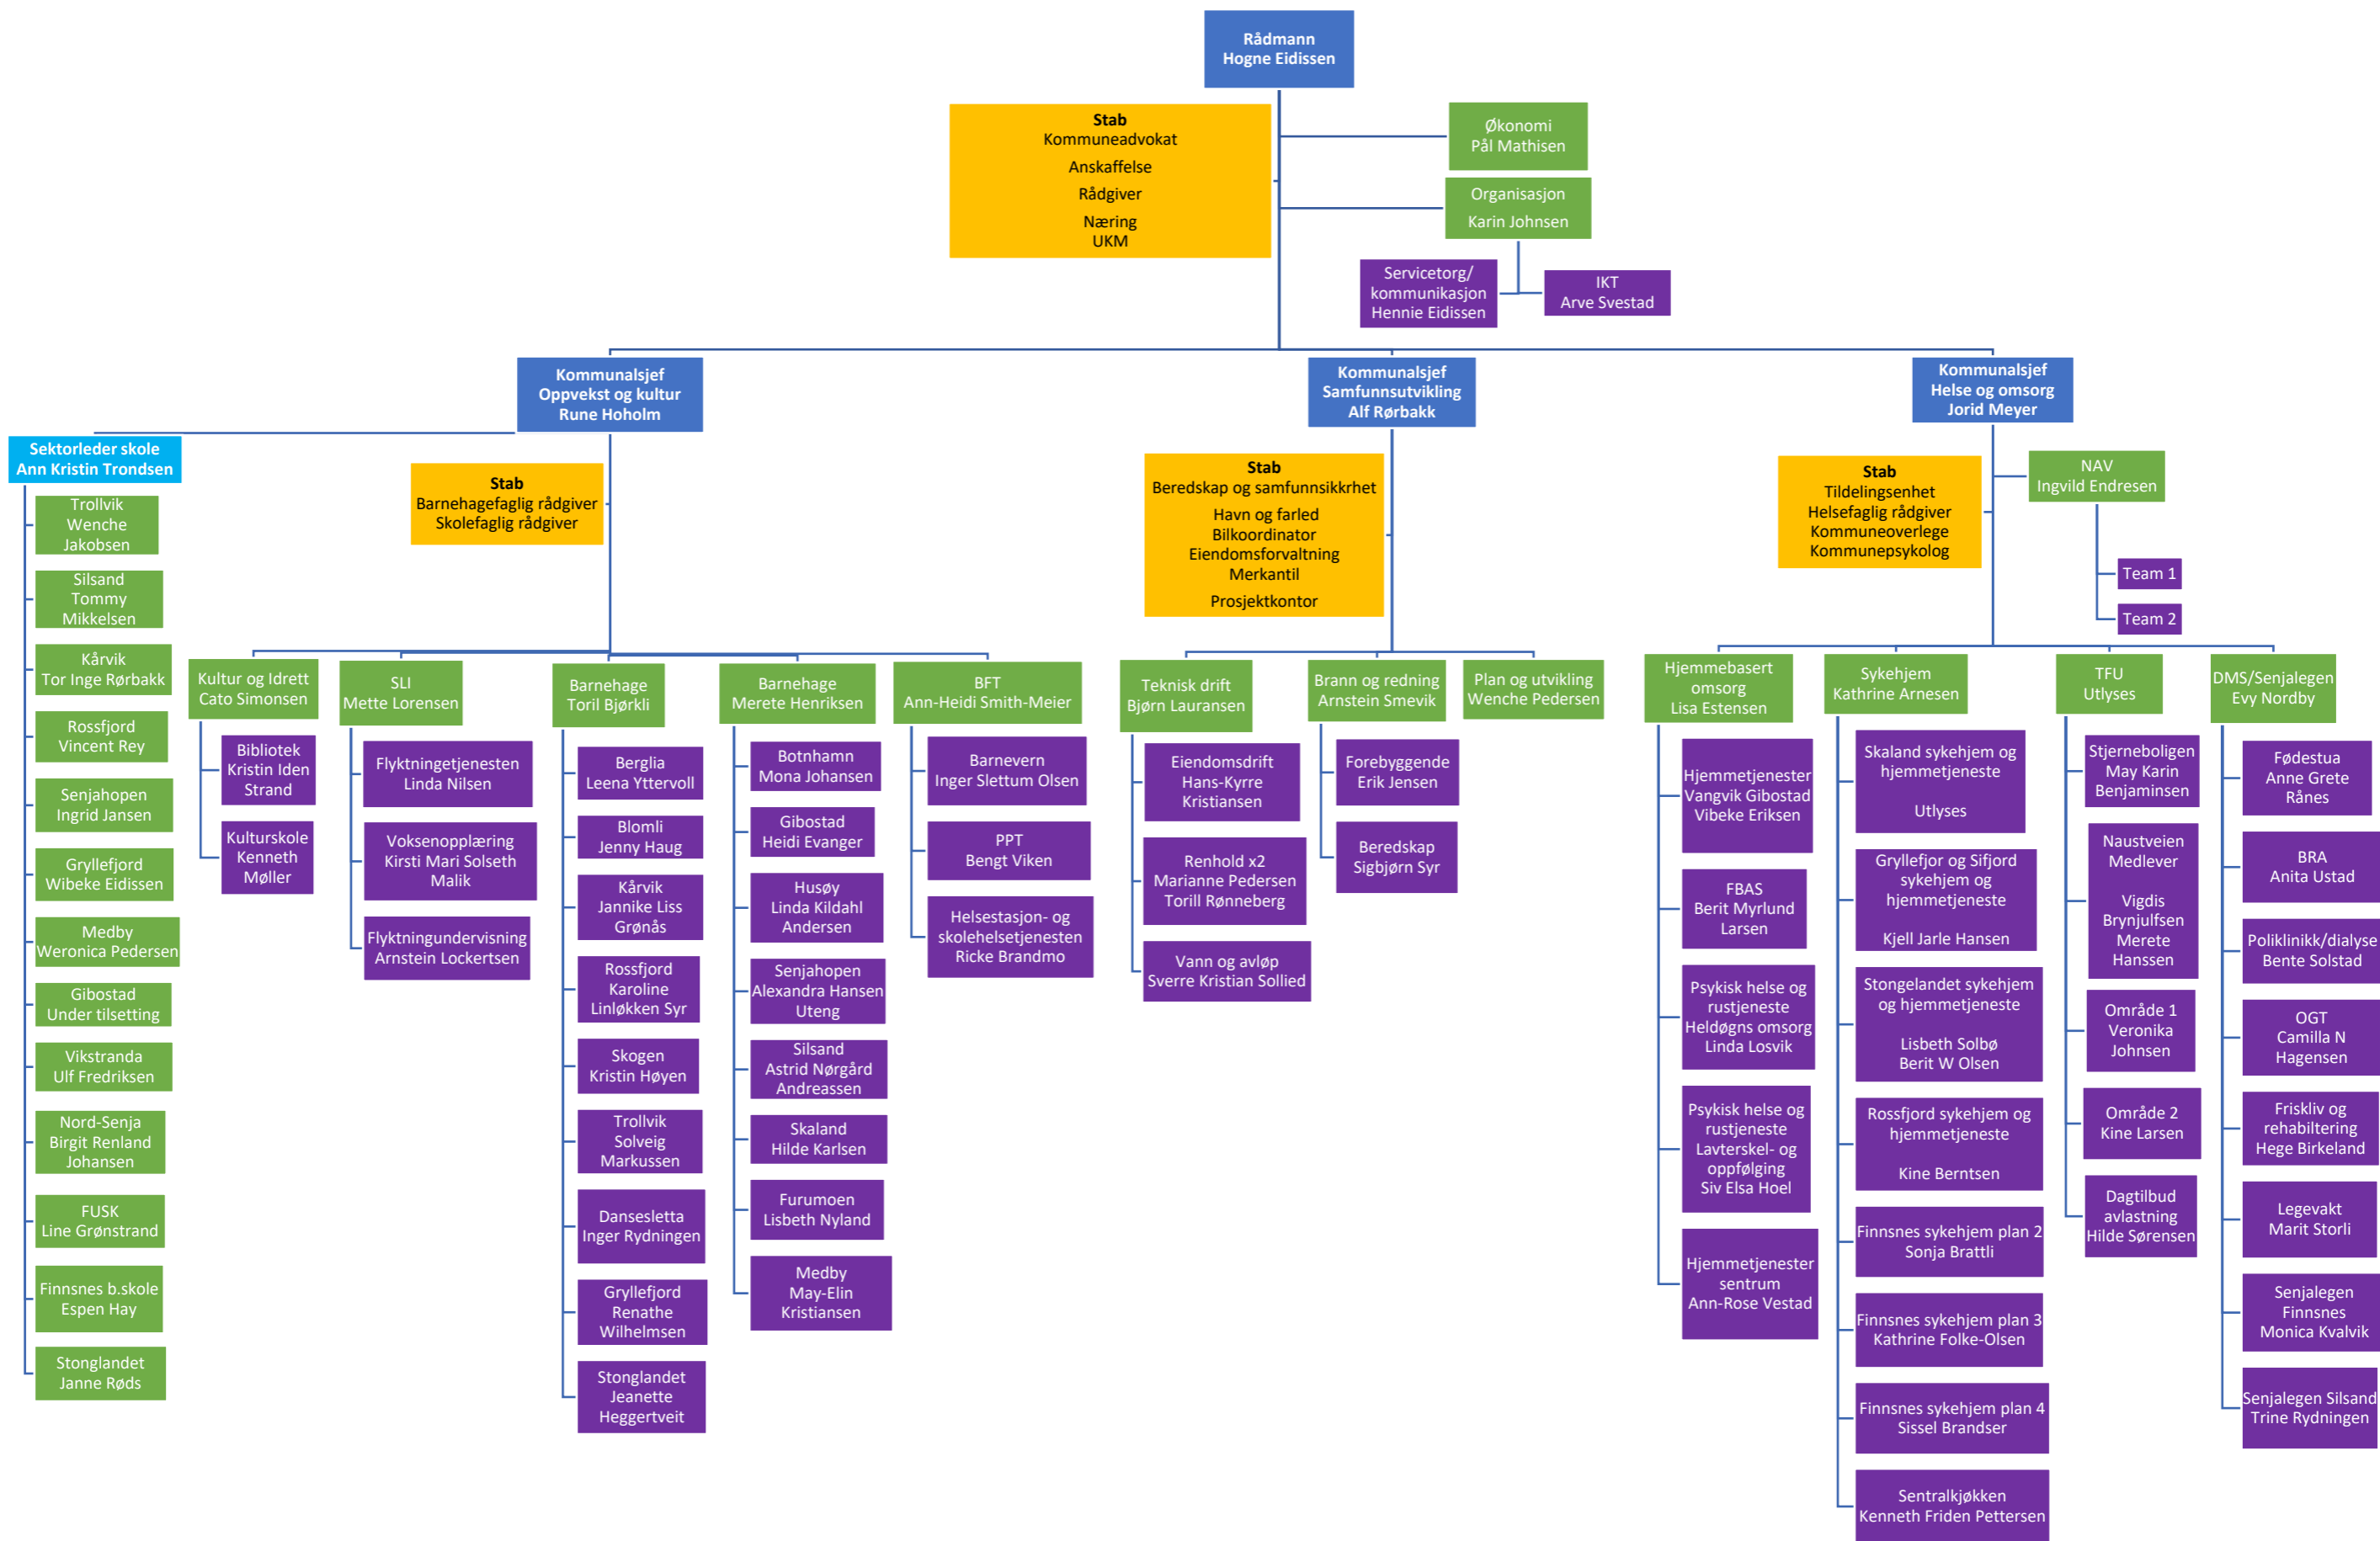 Rådmann
Hogne Eidissen
Stab
Kommuneadvokat
Anskaffelse
Rådgiver
Næring
UKM
Økonomi
Pål Mathisen
Organisasjon
Karin Johnsen
Servicetorg/
kommunikasjon
Hennie Eidissen
IKT
Arve Svestad
Kommunalsjef
Oppvekst og kultur
Rune Hoholm
Kommunalsjef
Samfunnsutvikling
Alf Rørbakk
Kommunalsjef
Helse og omsorg
Jorid Meyer
Sektorleder skole
Ann Kristin Trondsen
Trollvik
Wenche
Jakobsen
Silsand
Tommy
Mikkelsen
Kårvik
Tor Inge Rørbakk
Rossfjord
Vincent Rey
Senjahopen
Ingrid Jansen
Gryllefjord
Wibeke Eidissen
Medby
Weronica Pedersen
Gibostad
Under tilsetting
Vikstranda
Ulf Fredriksen
Nord-Senja
Birgit Renland
Johansen
FUSK
Line Grønstrand
Finnsnes b.skole
Espen Hay
Stonglandet
Janne Røds
Stab
Barnehagefaglig rådgiver
Skolefaglig rådgiver
Kultur og Idrett
Cato Simonsen
Bibliotek
Kristin Iden
Strand
Kulturskole
Kenneth
Møller
SLI
Mette Lorensen
Flyktningetjenesten
Linda Nilsen
Voksenopplæring
Kirsti Mari Solseth
Malik
Flyktningundervisning
Arnstein Lockertsen
Barnehage
Toril Bjørkli
Berglia
Leena Yttervoll
Blomli
Jenny Haug
Kårvik
Jannike Liss
Grønås
Rossfjord
Karoline
Linløkken Syr
Skogen
Kristin Høyen
Trollvik
Solveig
Markussen
Dansesletta
Inger Rydningen
Gryllefjord
Renathe
Wilhelmsen
Stonglandet
Jeanette
Heggertveit
Barnehage
Merete Henriksen
Botnhamn
Mona Johansen
Gibostad
Heidi Evanger
Husøy
Linda Kildahl
Andersen
Senjahopen
Alexandra Hansen
Uteng
Silsand
Astrid Nørgård
Andreassen
Skaland
Hilde Karlsen
Furumoen
Lisbeth Nyland
Medby
May-Elin
Kristiansen
BFT
Ann-Heidi Smith-Meier
Barnevern
Inger Slettum Olsen
PPT
Bengt Viken
Helsestasjon- og
skolehelsetjenesten
Ricke Brandmo
Stab
Beredskap og samfunnsikkrhet
Havn og farled
Bilkoordinator
Eiendomsforvaltning
Merkantil
Prosjektkontor
Teknisk drift
Bjørn Lauransen
Eiendomsdrift
Hans-Kyrre
Kristiansen
Renhold x2
Marianne Pedersen
Torill Rønneberg
Vann og avløp
Sverre Kristian Sollied
Brann og redning
Arnstein Smevik
Forebyggende
Erik Jensen
Beredskap
Sigbjørn Syr
Plan og utvikling
Wenche Pedersen
Stab
Tildelingsenhet
Helsefaglig rådgiver
Kommuneoverlege
Kommunepsykolog
NAV
Ingvild Endresen
Team 1
Team 2
Hjemmebasert
omsorg
Lisa Estensen
Hjemmetjenester
Vangvik Gibostad
Vibeke Eriksen
FBAS
Berit Myrlund
Larsen
Psykisk helse og
rustjeneste
Heldøgns omsorg
Linda Losvik
Psykisk helse og
rustjeneste
Lavterskel- og
oppfølging
Siv Elsa Hoel
Hjemmetjenester
sentrum
Ann-Rose Vestad
Sykehjem
Kathrine Arnesen
Skaland sykehjem og
hjemmetjeneste
Utlyses
Gryllefjor og Sifjord
sykehjem og
hjemmetjeneste
Kjell Jarle Hansen
Stongelandet sykehjem
og hjemmetjeneste
Lisbeth Solbø
Berit W Olsen
Rossfjord sykehjem og
hjemmetjeneste
Kine Berntsen
Finnsnes sykehjem plan 2
Sonja Brattli
Finnsnes sykehjem plan 3
Kathrine Folke-Olsen
Finnsnes sykehjem plan 4
Sissel Brandser
Sentralkjøkken
Kenneth Friden Pettersen
TFU
Utlyses
Stjerneboligen
May Karin
Benjaminsen
Naustveien
Medlever
Vigdis
Brynjulfsen
Merete
Hanssen
Område 1
Veronika
Johnsen
Område 2
Kine Larsen
Dagtilbud
avlastning
Hilde Sørensen
DMS/Senjalegen
Evy Nordby
Fødestua
Anne Grete
Rånes
BRA
Anita Ustad
Poliklinikk/dialyse
Bente Solstad
OGT
Camilla N
Hagensen
Friskliv og
rehabiltering
Hege Birkeland
Legevakt
Marit Storli
Senjalegen
Finnsnes
Monica Kvalvik
Senjalegen Silsand
Trine Rydningen